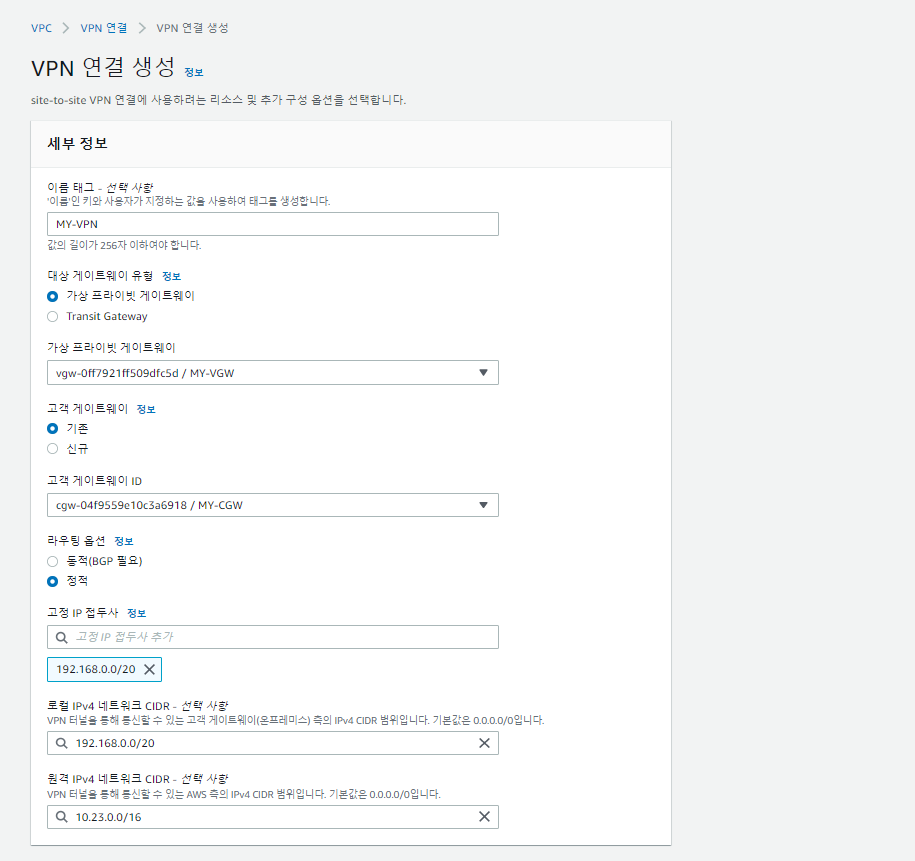 VPC > VPN 연결 > VPN 연결 생성
VPN 연결 생성 정보
site-to-site VPN 연결에 사용하려는 리소스 및 추가 구성 옵션을 선택합니다.
세부 정보
이름 태그 - 선택 사항
'이름'인 키와 사용자가 지정하는 값을 사용하여 태그를 생성합니다.
MY-VPN
값의 길이가 256자 이하여야 합니다.
대상 게이트웨이 유형 정보
가상 프라이빗 게이트웨이
Transit Gateway
가상 프라이빗 게이트웨이
vgw-0ff7921ff509dfc5d / MY-VGW
고객 게이트웨이 정보
기존
신규
고객 게이트웨이 ID
cgw-04f9559e10c3a6918 / MY-CGW
라우팅 옵션 정보
동적(BGP 필요)
정적
고정 IP 접두사 정보
고정 IP 접두사 추가
192.168.0.0/20
로컬 IPv4 네트워크 CIDR - 선택 사항
VPN 터널을 통해 통신할 수 있는 고객 게이트웨이(온프레미스) 측의 IPv4 CIDR 범위입니다. 기본값은 0.0.0.0/0입니다.
192.168.0.0/20
원격 IPv4 네트워크 CIDR - 선택 사항
VPN 터널을 통해 통신할 수 있는 AWS 측의 IPv4 CIDR 범위입니다. 기본값은 0.0.0.0/0입니다.
10.23.0.0/16